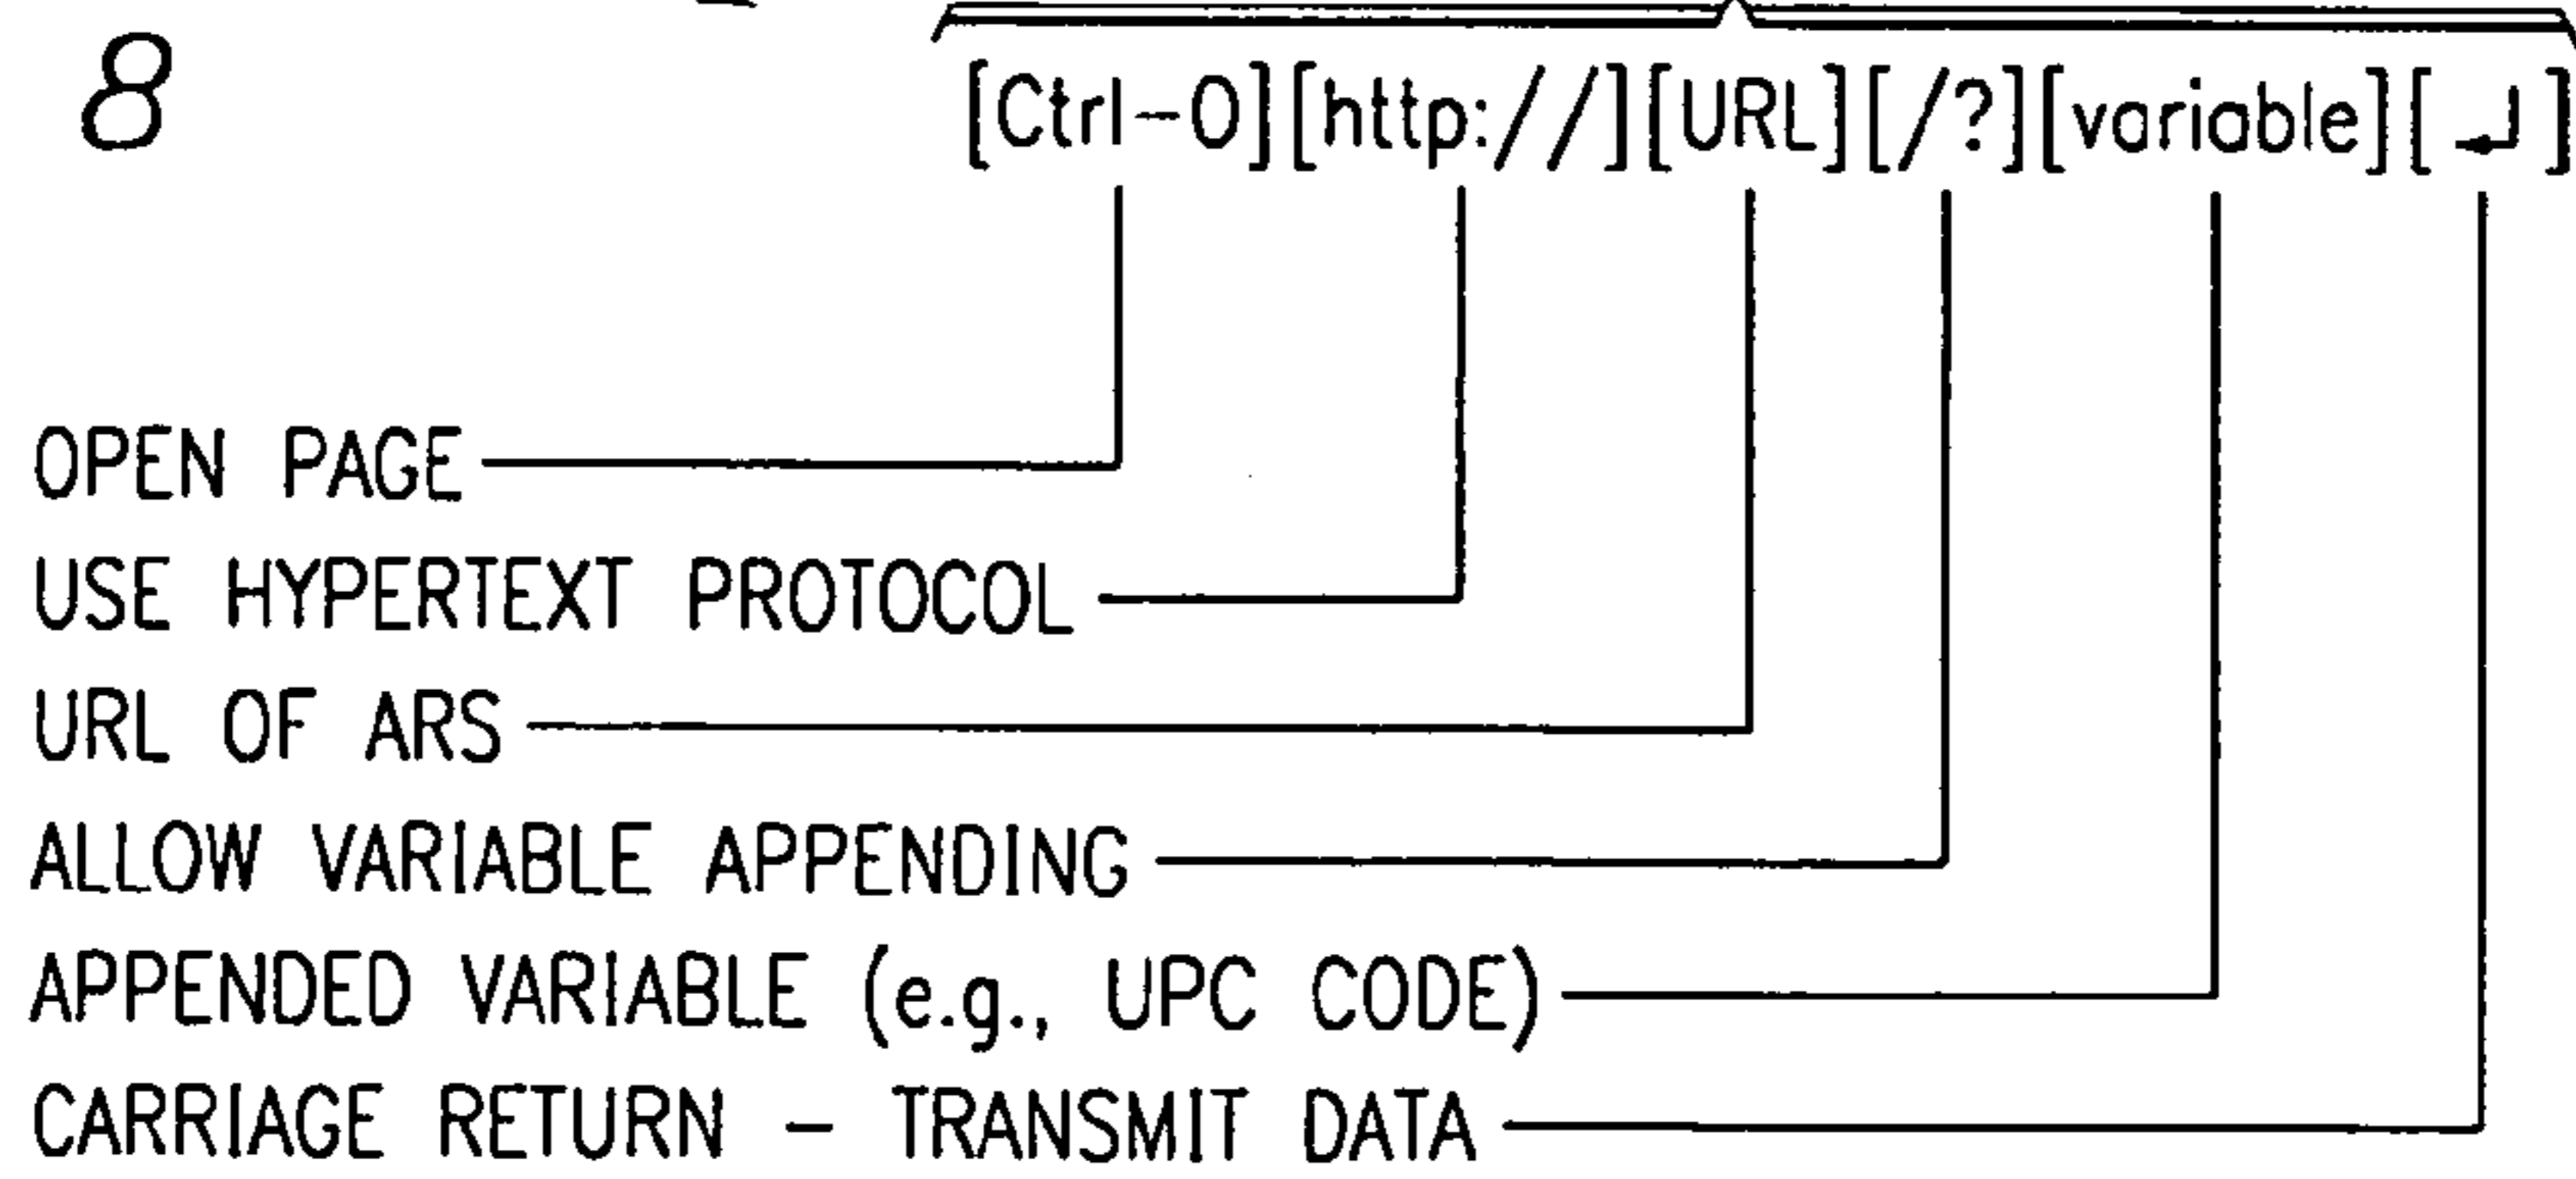 8
[Ctrl-O][http://][URL][/?][variable][↵]
OPEN PAGE
USE HYPERTEXT PROTOCOL
URL OF ARS
ALLOW VARIABLE APPENDING
APPENDED VARIABLE (e.g., UPC CODE)
CARRIAGE RETURN – TRANSMIT DATA